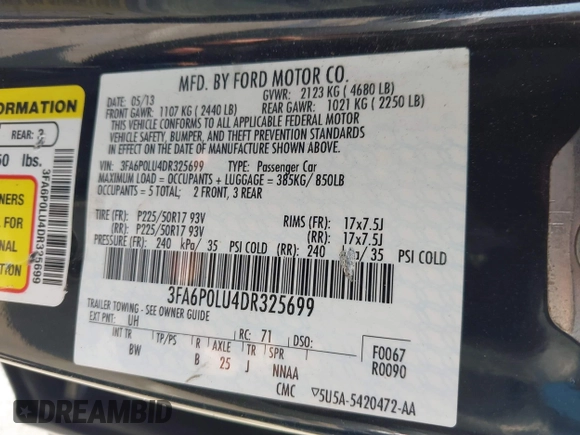 MFD. BY FORD MOTOR CO.
DATE: 05/13 GVWR: 2123 KG ( 4680 LB)
FRONT GAWR: 1107 KG ( 2440 LB) REAR GAWR: 1021 KG ( 2250 LB)
THIS VEHICLE CONFORMS TO ALL APPLICABLE FEDERAL MOTOR
VEHICLE SAFETY, BUMPER, AND THEFT PREVENTION STANDARDS
IN EFFECT ON THE DATE OF MANUFACTURE SHOWN ABOVE.
VIN: 3FA6P0LU4DR325699 TYPE: Passenger Car
MAXIMUM LOAD = OCCUPANTS + LUGGAGE = 385KG/ 850LB
OCCUPANTS = 5 TOTAL; 2 FRONT, 3 REAR
TIRE (FR): P225/50R17 93V RIMS (FR): 17x7.5J
(RR): P225/50R17 93V (RR): 17x7.5J
PRESSURE (FR): 240 kPa/ 35 PSI COLD (RR): 240 kPa/ 35 PSI COLD
3FA6P0LU4DR325699
TRAILER TOWING - SEE OWNER GUIDE
EXT PNT: UH RC: 71 DSO:
INT TR TP/PS R AXLE TR SPR
BW B 25 J NNAA
F0067
R0090
CMC 5U5A-5420472-AA
ORMATION
REAR:
50 lbs.
NERS
L FOR
NAL
ION
3FA6P0LU4DR325699
DREAMBID